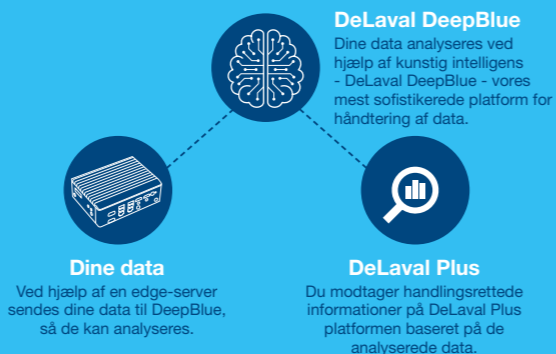 DeLaval DeepBlue
Dine data analyseres ved
hjælp af kunstig intelligens
- DeLaval DeepBlue - vores
mest sofistikerede platform for
håndtering af data.
Dine data
Ved hjælp af en edge-server
sendes dine data til DeepBlue,
så de kan analyseres.
DeLaval Plus
Du modtager handlingsrettede
informationer på DeLaval Plus
platformen baseret på de
analyserede data.